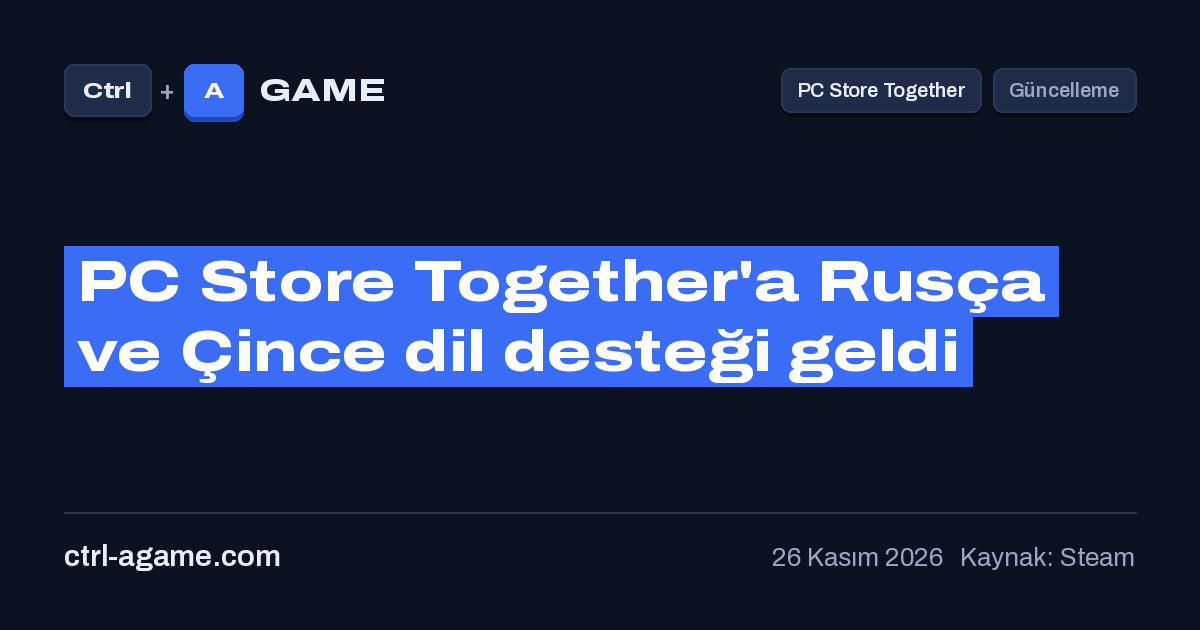 Ctrl + A GAME
PC Store Together Güncelleme
PC Store Together'a Rusça
ve Çince dil desteği geldi
ctrl-agame.com
26 Kasım 2026 Kaynak: Steam